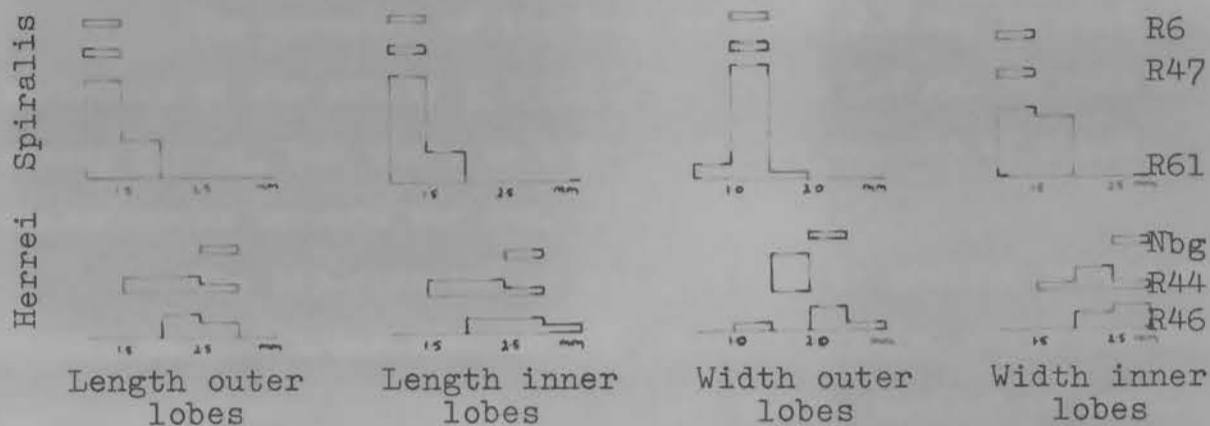 Spiralis
R6
R47
R61
15 25 mm
15 25 mm
10 20 mm
15 25 mm
Herrei
Nbg
R44
R46
15 25 mm
15 25 mm
10 20 mm
15 25 mm
Length outer lobes
Length inner lobes
Width outer lobes
Width inner lobes